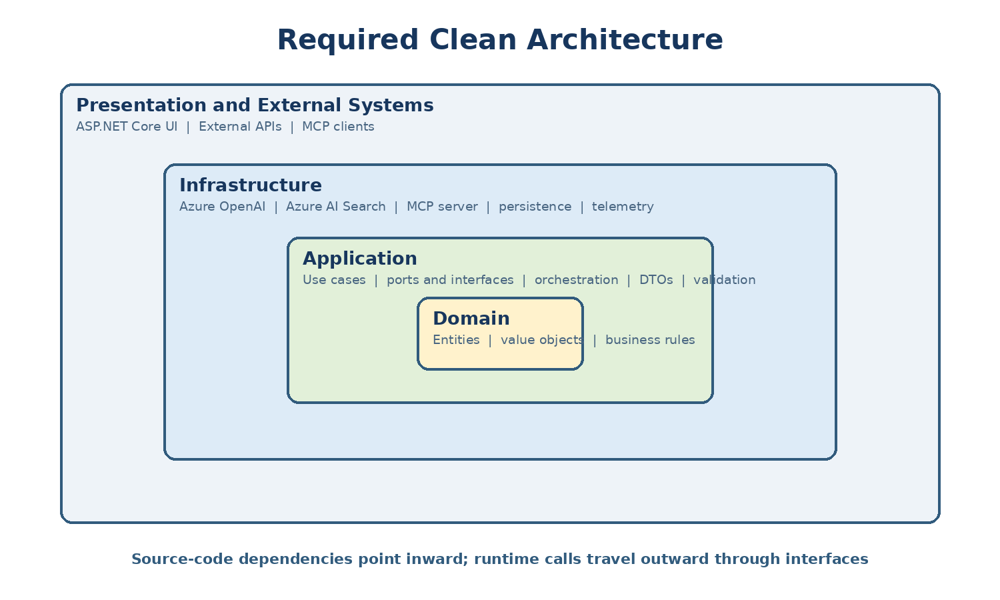 Required Clean Architecture
Presentation and External Systems
ASP.NET Core UI | External APIs | MCP clients
Infrastructure
Azure OpenAI | Azure AI Search | MCP server | persistence | telemetry
Application
Use cases | ports and interfaces | orchestration | DTOs | validation
Domain
Entities | value objects | business rules
Source-code dependencies point inward; runtime calls travel outward through interfaces